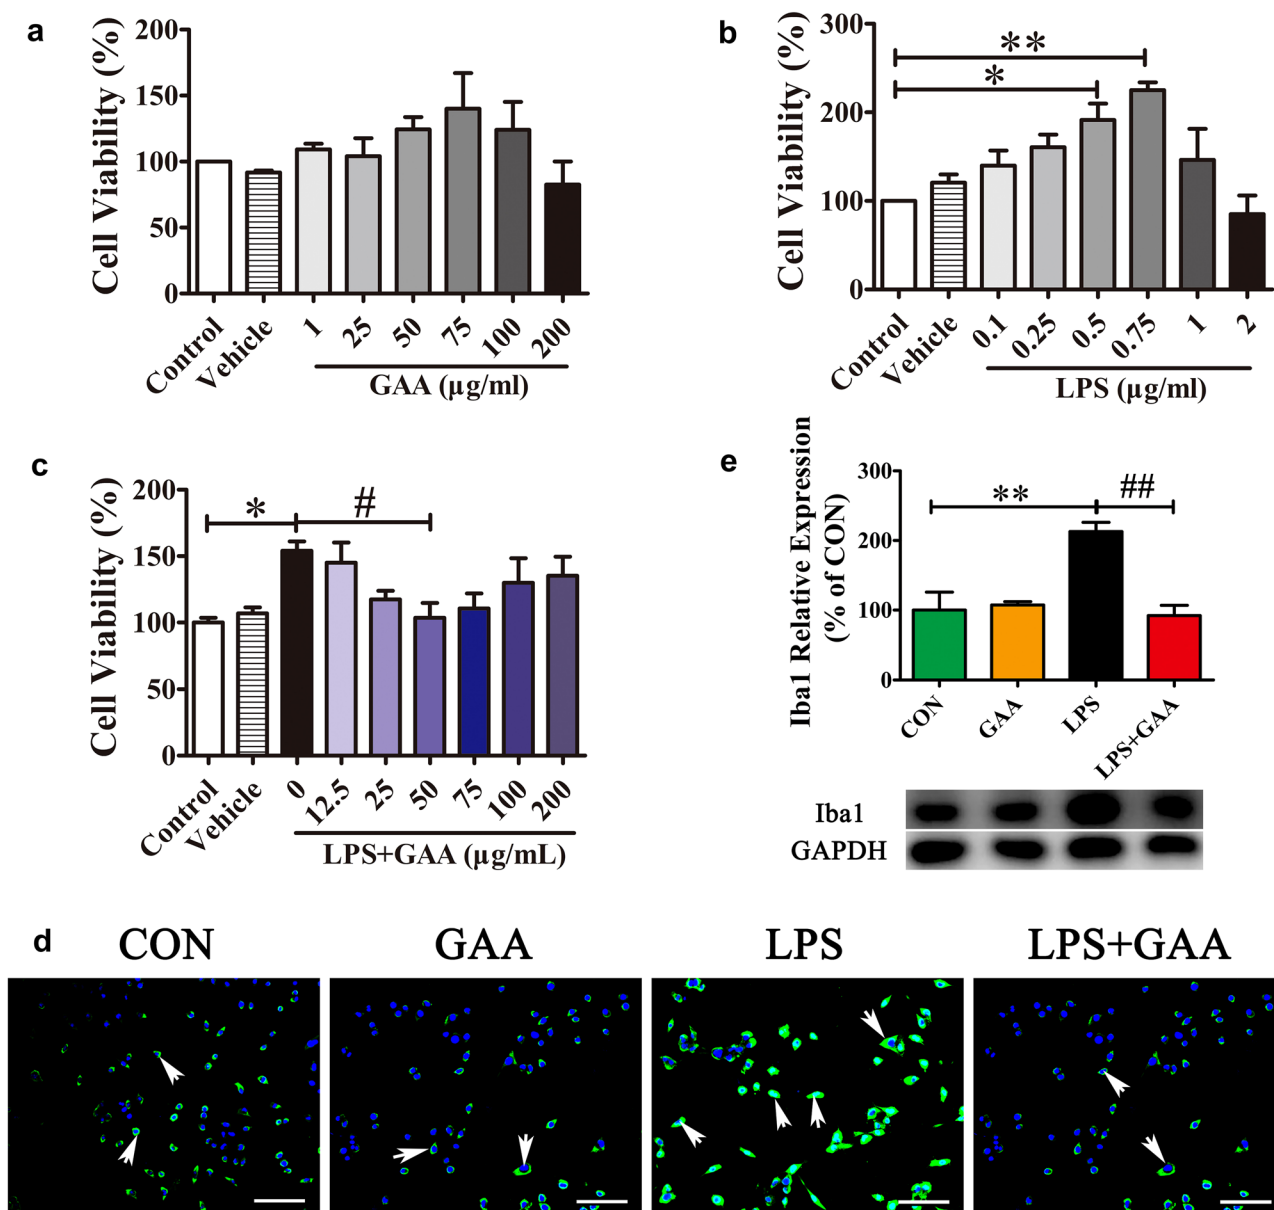 a
Cell Viability (%)
200
150
100
50
0
Control
Vehicle
1
25
50
75
100
200
GAA (μg/ml)
b
Cell Viability (%)
300
200
100
0
**
*
Control
Vehicle
0.1
0.25
0.5
0.75
1
2
LPS (μg/ml)
c
Cell Viability (%)
200
150
100
50
0
*
#
Control
Vehicle
0
12.5
25
50
75
100
200
LPS+GAA (μg/mL)
e
Iba1 Relative Expression
(% of CON)
300
200
100
0
**
##
CON
GAA
LPS
LPS+GAA
Iba1
GAPDH
d
CON
GAA
LPS
LPS+GAA